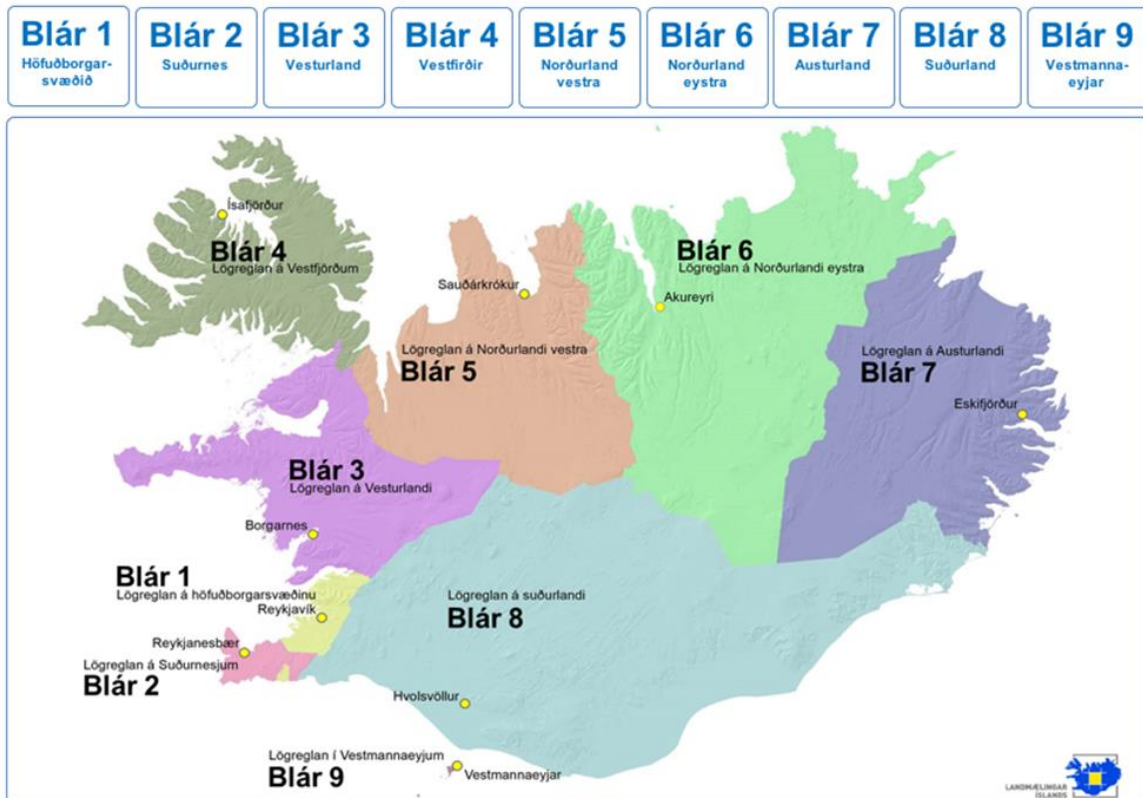 Blár 1
Höfuðborgar-
svæðið
Blár 2
Suðurnes
Blár 3
Vesturland
Blár 4
Vestfirðir
Blár 5
Norðurland
vestra
Blár 6
Norðurland
eystra
Blár 7
Austurland
Blár 8
Suðurland
Blár 9
Vestmanna-
eyjar
Ísafjörður
Blár 4
Lögreglan á Vestfjörðum
Sauðárkrókur
Lögreglan á Norðurlandi vestra
Blár 5
Blár 6
Lögreglan á Norðurlandi eystra
Akureyri
Lögreglan á Austurlandi
Blár 7
Eskifjörður
Blár 3
Lögreglan á Vesturlandi
Borgarnes
Blár 1
Lögreglan á höfuðborgarsvæðinu
Reykjavík
Reykjanesbær
Lögreglan á Suðurnesjum
Blár 2
Lögreglan á suðurlandi
Blár 8
Hvolsvöllur
Lögreglan í Vestmannaeyjum
Blár 9
Vestmannaeyjar
LANDMÆLINGAR
ÍSLANDS